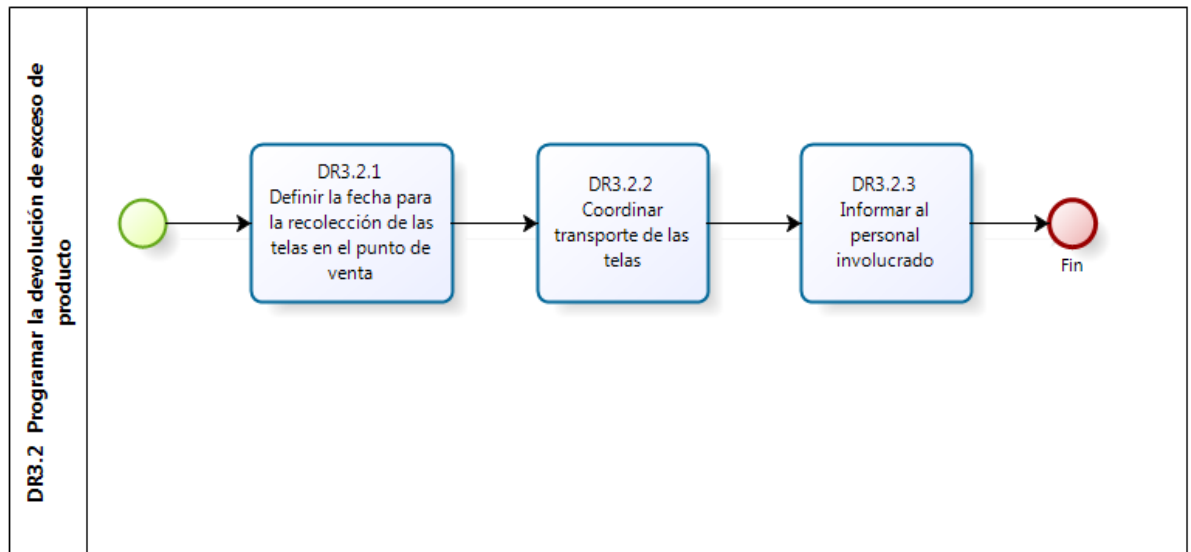 DR3.2 Programar la devolución de exceso de
producto
DR3.2.1
Definir la fecha para
la recolección de las
telas en el punto de
venta
DR3.2.2
Coordinar
transporte de las
telas
DR3.2.3
Informar al
personal
involucrado
Fin